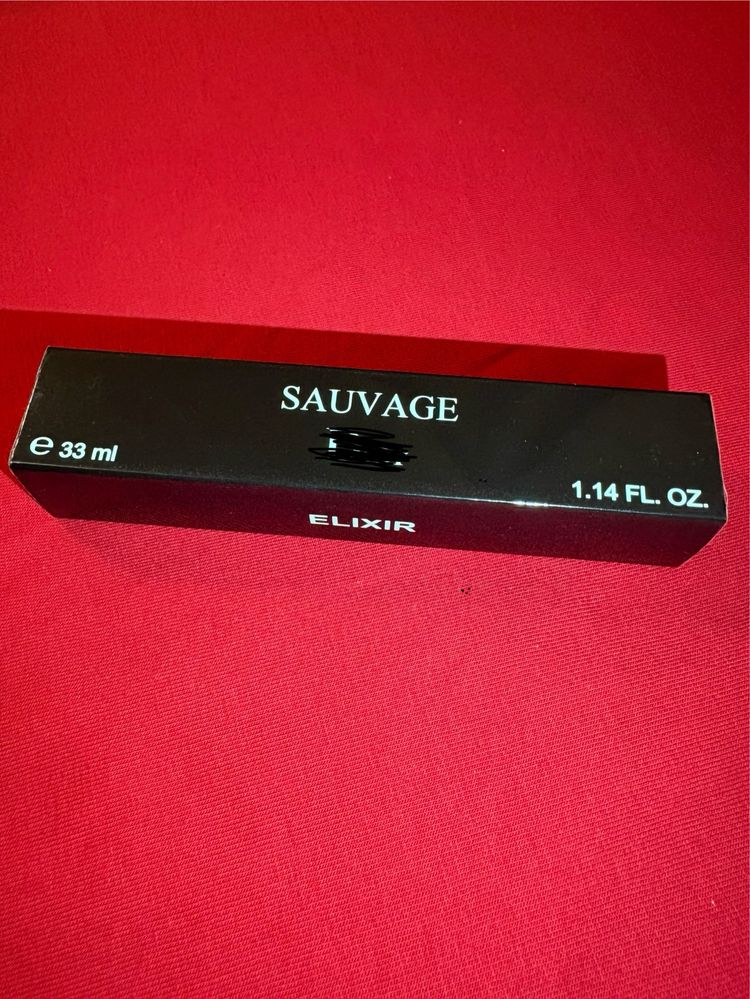 SAUVAGE
e 33 ml
1.14 FL. OZ.
ELIXIR